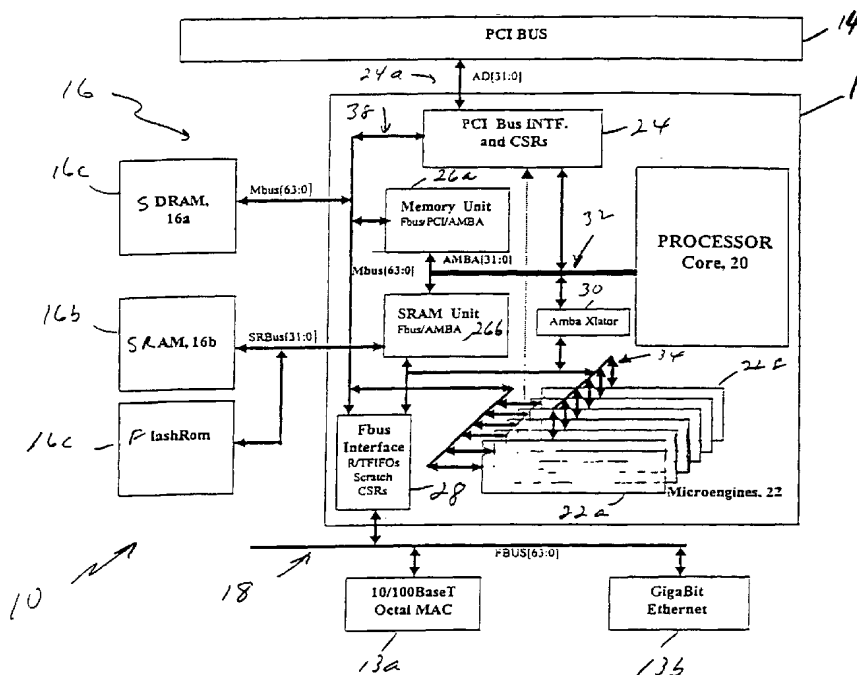 PCI BUS
14
24a
AD[31:0]
16
38
PCI Bus INTF.
and CSRs
24
16c
SDRAM,
16a
Mbus[63:0]
26a
Memory Unit
Fbus/PCI/AMBA
AMBA[31:0]
Mbus[63:0]
32
PROCESSOR
Core, 20
30
Amba Xlator
16b
SRAM, 16b
SRBus[31:0]
SRAM Unit
Fbus/AMBA
26b
34
22f
16c
FlashRom
Fbus
Interface
R/TFIFOs
Scratch
CSRs
28
Microengines, 22
22a
10
18
FBUS[63:0]
10/100BaseT
Octal MAC
GigaBit
Ethernet
13a
13b